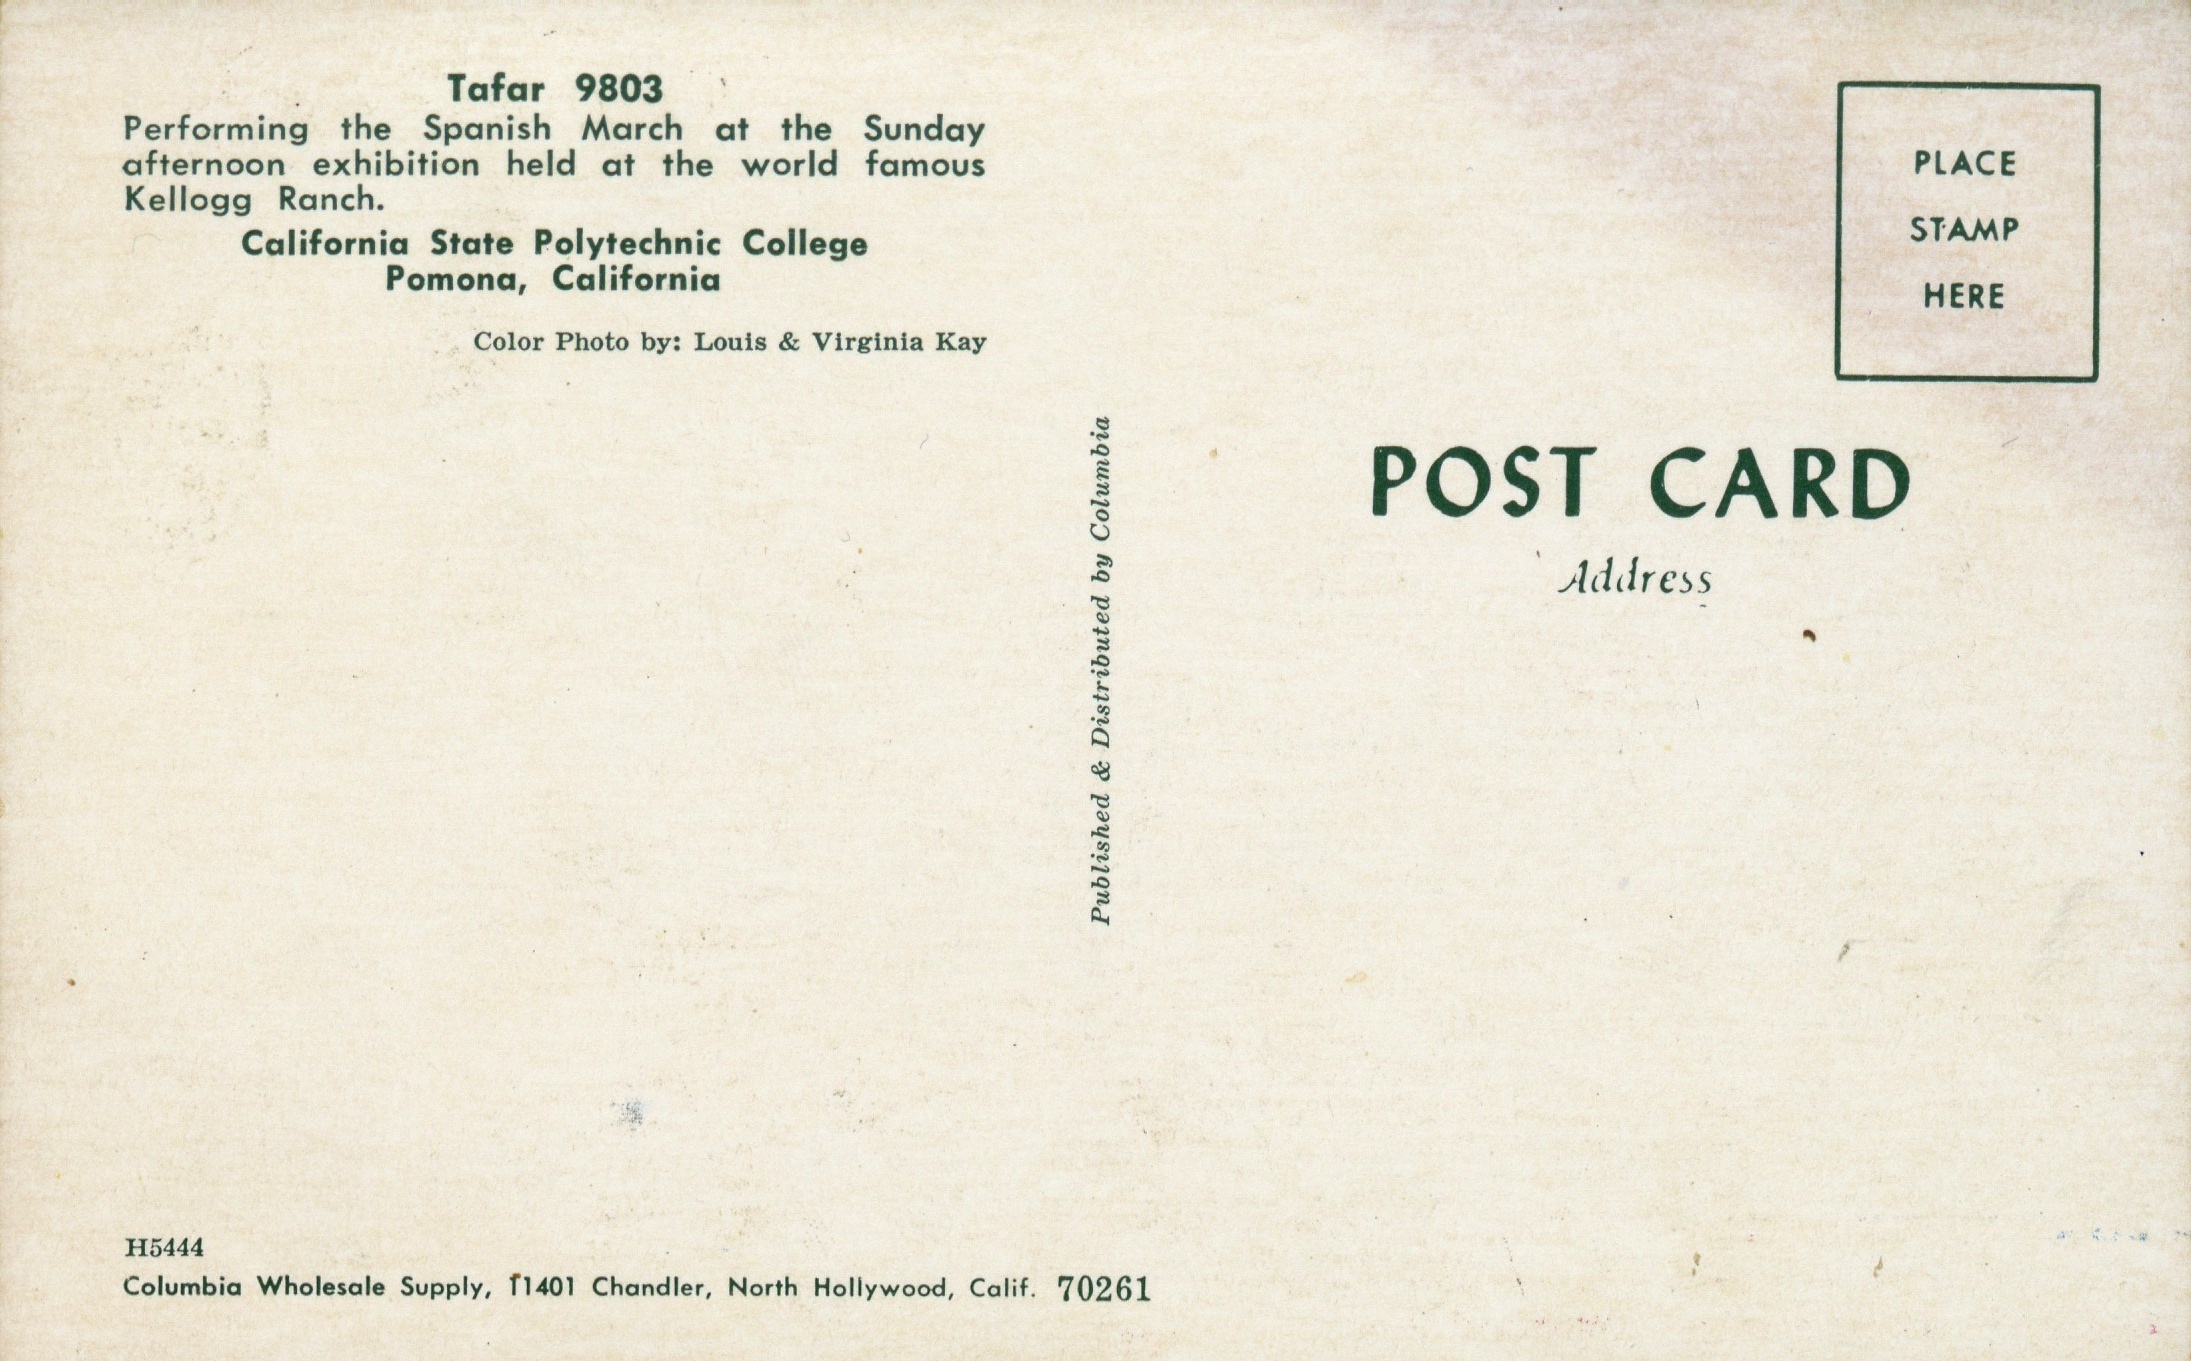 Tafar 9803
Performing the Spanish March at the Sunday
afternoon exhibition held at the world famous
Kellogg Ranch.
California State Polytechnic College
Pomona, California
Color Photo by: Louis & Virginia Kay
Published & Distributed by Columbia
PLACE
STAMP
HERE
POST CARD
Address
H5444
Columbia Wholesale Supply, 11401 Chandler, North Hollywood, Calif. 70261